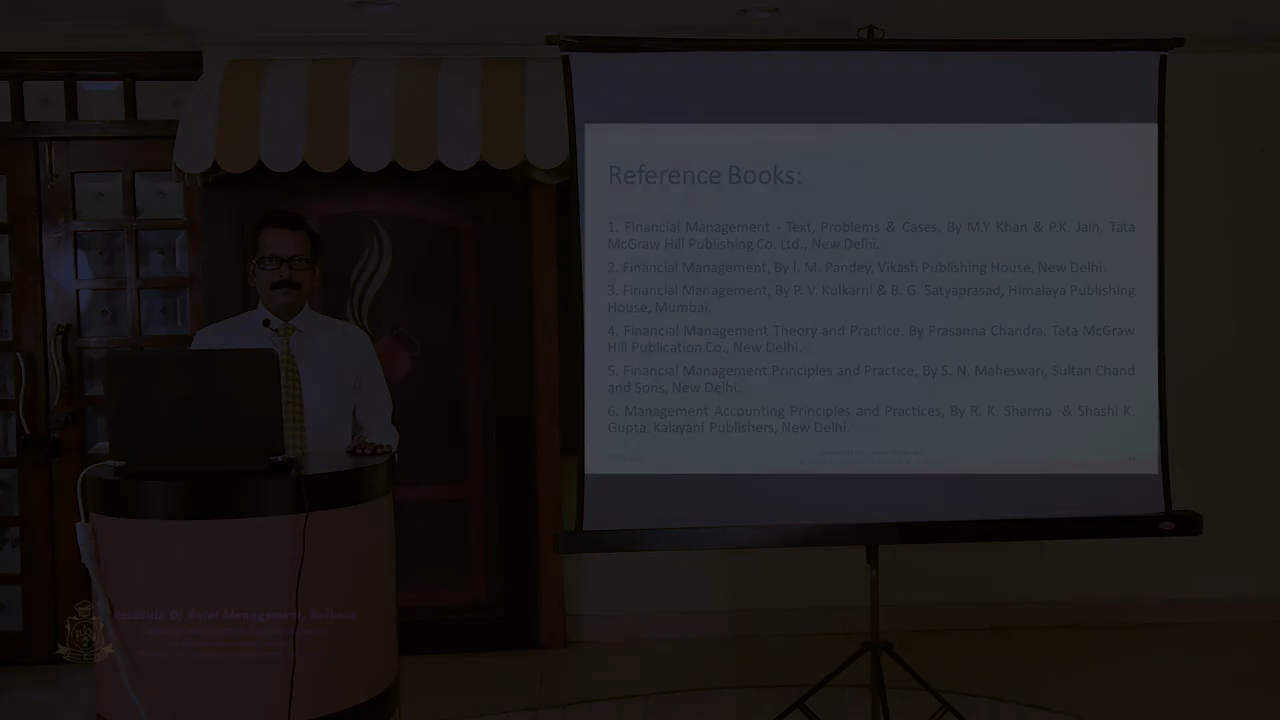 Reference Books:
1. Financial Management - Text, Problems & Cases, By M.Y Khan & P.K. Jain, Tata
McGraw Hill Publishing Co. Ltd., New Delhi.
2. Financial Management, By I. M. Pandey, Vikash Publishing House, New Delhi.
3. Financial Management, By P. V. Kulkarni & B. G. Satyaprasad, Himalaya Publishing
House, Mumbai.
4. Financial Management Theory and Practice. By Prasanna Chandra. Tata McGraw
Hill Publication Co., New Delhi.
5. Financial Management Principles and Practice, By S. N. Maheswari, Sultan Chand
and Sons, New Delhi.
6. Management Accounting Principles and Practices, By R. K. Sharma & Shashi K.
Gupta, Kalayani Publishers, New Delhi.
Institute Of Hotel Management, Kolkata